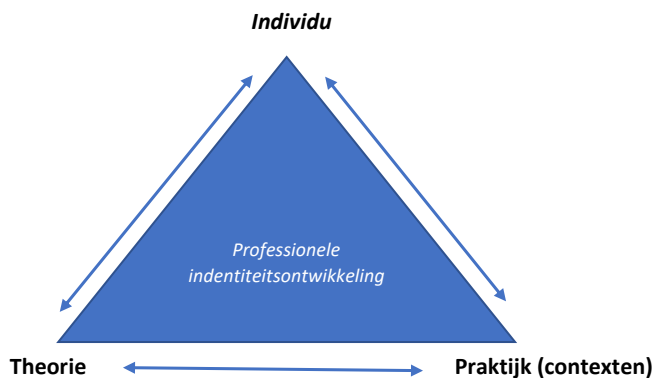 Individu
Professionele
indentiteitsontwikkeling
Theorie
Praktijk (contexten)